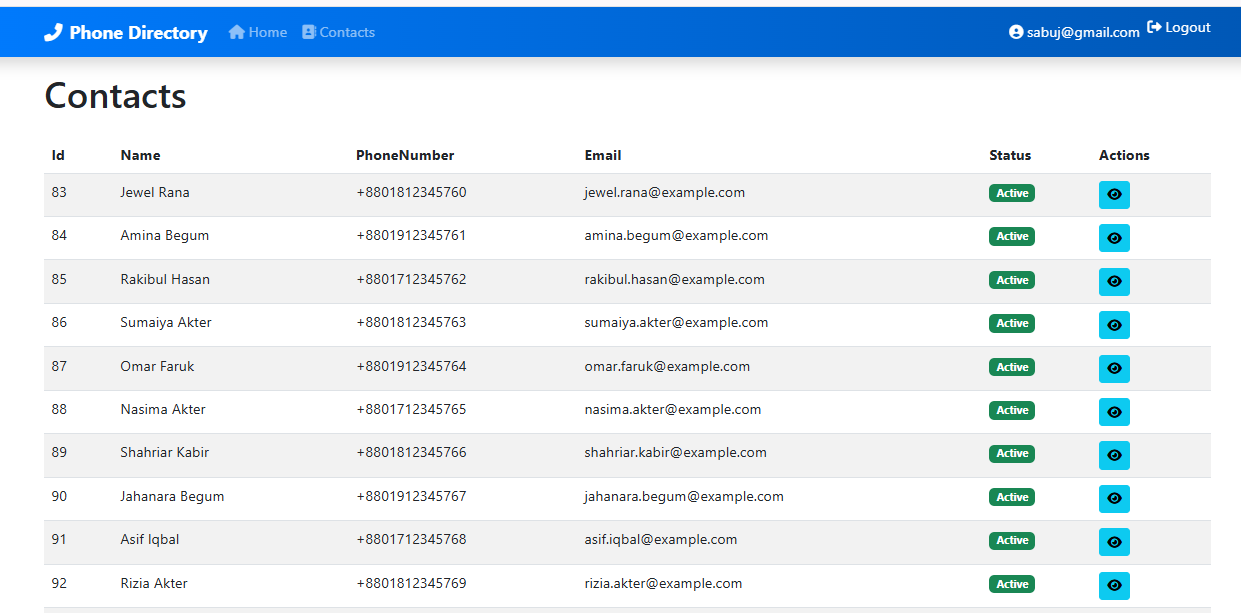 Phone Directory Home Contacts sabuj@gmail.com Logout
Contacts
Id Name PhoneNumber Email Status Actions
83 Jewel Rana +8801812345760 jewel.rana@example.com Active
84 Amina Begum +8801912345761 amina.begum@example.com Active
85 Rakibul Hasan +8801712345762 rakibul.hasan@example.com Active
86 Sumaiya Akter +8801812345763 sumaiya.akter@example.com Active
87 Omar Faruk +8801912345764 omar.faruk@example.com Active
88 Nasima Akter +8801712345765 nasima.akter@example.com Active
89 Shahriar Kabir +8801812345766 shahriar.kabir@example.com Active
90 Jahanara Begum +8801912345767 jahanara.begum@example.com Active
91 Asif Iqbal +8801712345768 asif.iqbal@example.com Active
92 Rizia Akter +8801812345769 rizia.akter@example.com Active